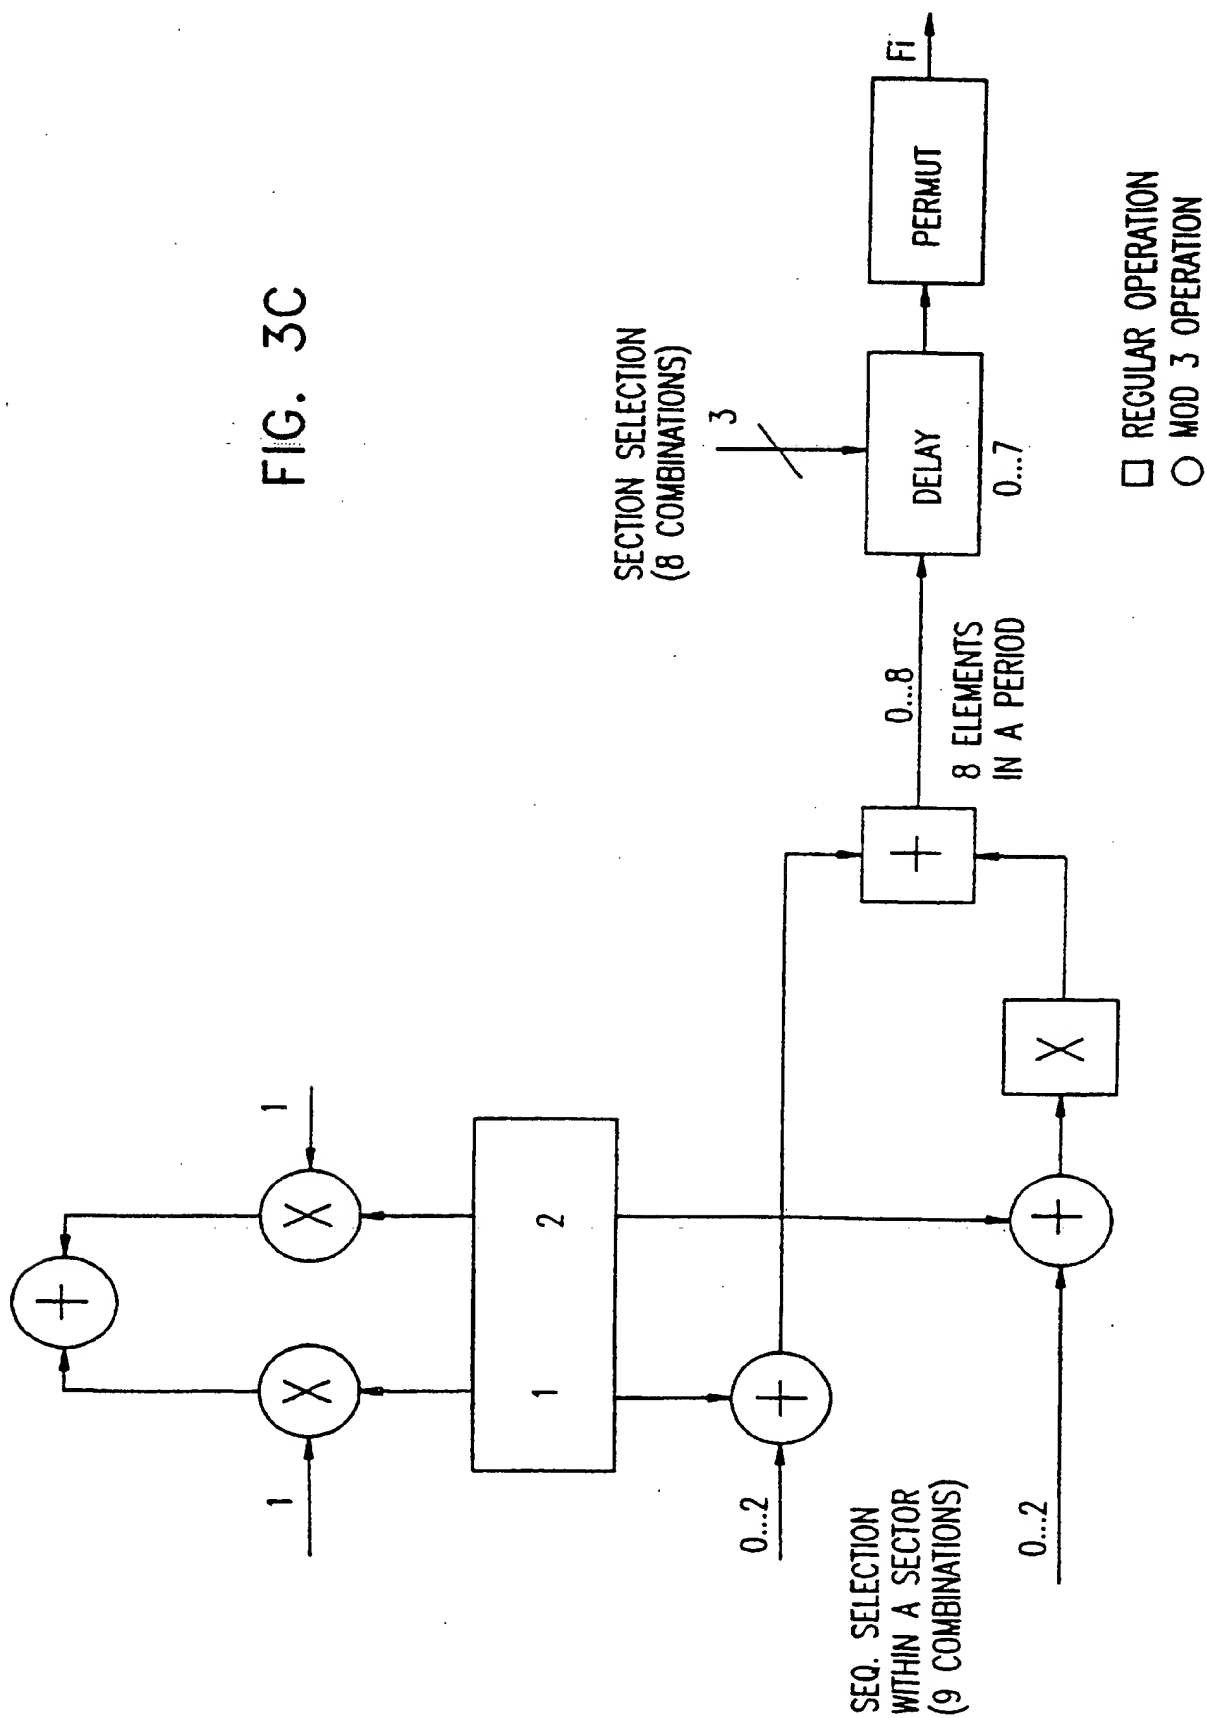 FIG. 3C
1
1
+
X
X
1
2
0...2
+
SEQ. SELECTION
WITHIN A SECTOR
(9 COMBINATIONS)
0...2
+
X
+
0...8
8 ELEMENTS
IN A PERIOD
SECTION SELECTION
(8 COMBINATIONS)
3
DELAY
0...7
PERMUT
Fi
□ REGULAR OPERATION
○ MOD 3 OPERATION